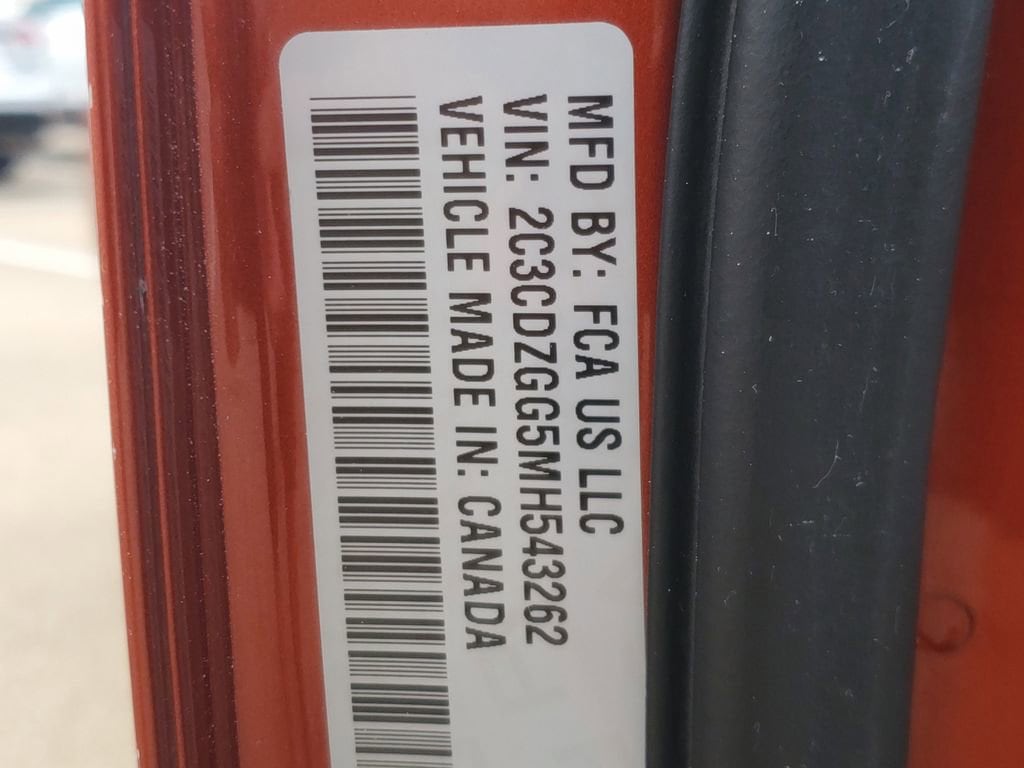 MFD BY: FCA US LLC
VIN: 2C3CDZGG5MH543262
VEHICLE MADE IN: CANADA